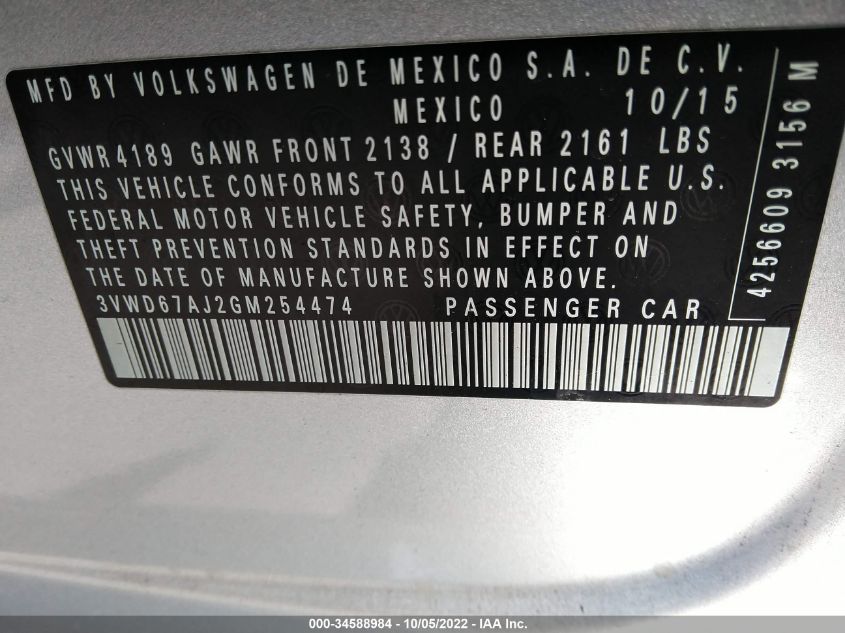 MFD BY VOLKSWAGEN DE MEXICO S.A. DE C.V.
MEXICO 10/15
GVWR 4189 GAWR FRONT 2138 / REAR 2161 LBS
THIS VEHICLE CONFORMS TO ALL APPLICABLE U.S.
FEDERAL MOTOR VEHICLE SAFETY, BUMPER AND
THEFT PREVENTION STANDARDS IN EFFECT ON
THE DATE OF MANUFACTURE SHOWN ABOVE.
3VWD67AJ2GM254474 PASSENGER CAR
4256609 3156 M
000-34588984 - 10/05/2022 - IAA Inc.